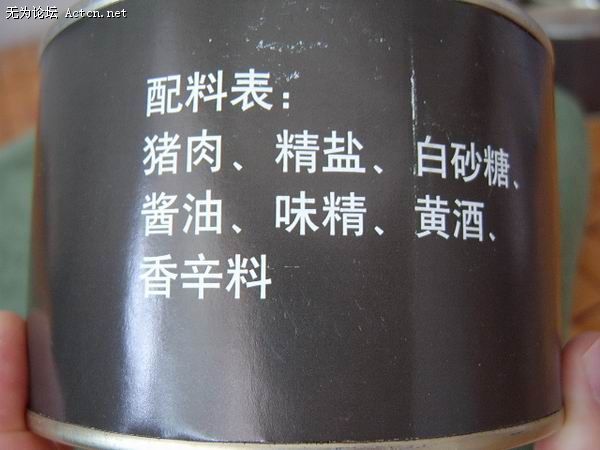 无为论坛 Actcn.net
配料表：
猪肉、精盐、白砂糖、
酱油、味精、黄酒、
香辛料